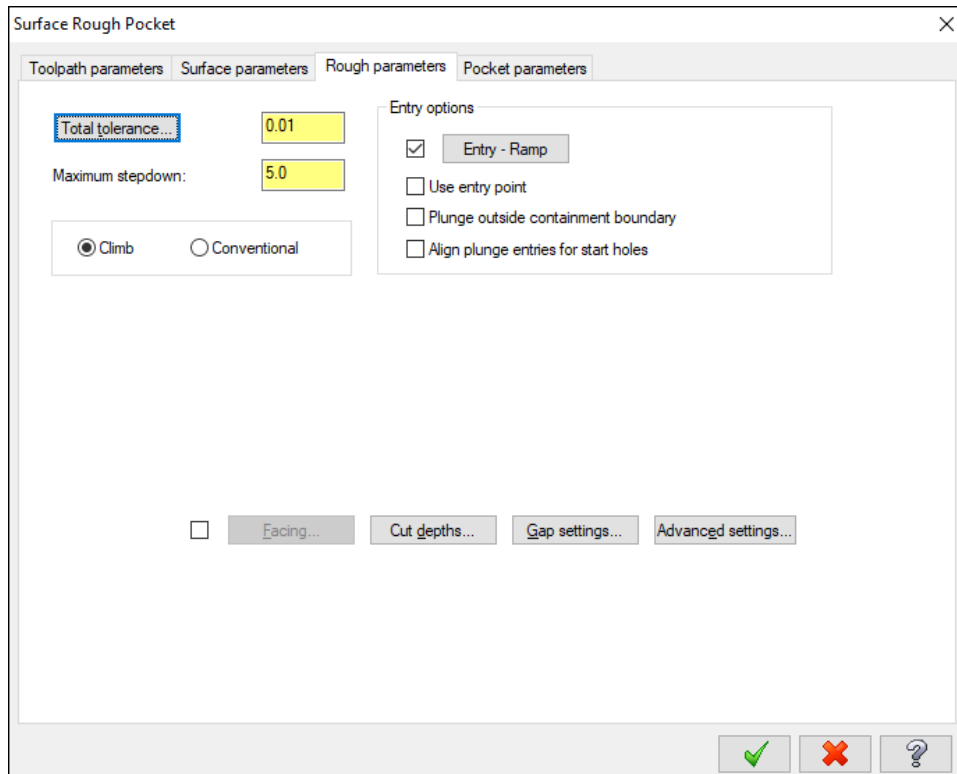 Surface Rough Pocket
Toolpath parameters Surface parameters Rough parameters Pocket parameters
Total tolerance... 0.01
Maximum stepdown: 5.0
Climb Conventional
Entry options
Entry - Ramp
Use entry point
Plunge outside containment boundary
Align plunge entries for start holes
Facing... Cut depths... Gap settings... Advanced settings...